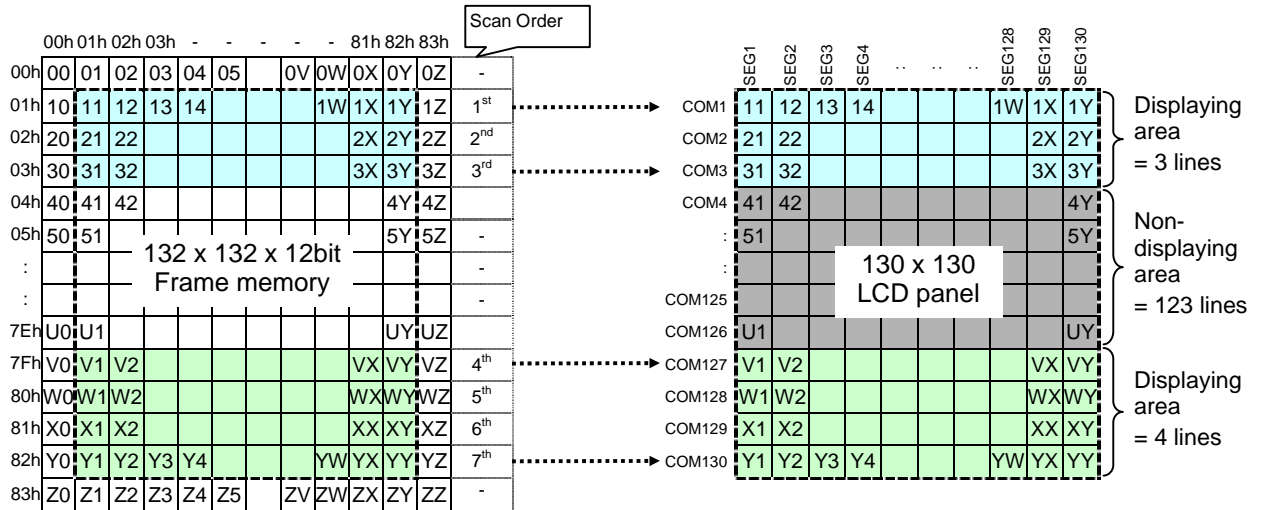 Scan Order
00h 01h 02h 03h - - - - - 81h 82h 83h
00h 00 01 02 03 04 05 0V 0W 0X 0Y 0Z -
01h 10 11 12 13 14 1W 1X 1Y 1Z 1st
02h 20 21 22 2X 2Y 2Z 2nd
03h 30 31 32 3X 3Y 3Z 3rd
04h 40 41 42 4Y 4Z
05h 50 51 5Y 5Z -
: -
: -
132 x 132 x 12bit
Frame memory
7Eh U0 U1 UY UZ
7Fh V0 V1 V2 VX VY VZ 4th
80h W0 W1 W2 WX WY WZ 5th
81h X0 X1 X2 XX XY XZ 6th
82h Y0 Y1 Y2 Y3 Y4 YW YX YY YZ 7th
83h Z0 Z1 Z2 Z3 Z4 Z5 ZV ZW ZX ZY ZZ -
SEG1 SEG2 SEG3 SEG4 : : : : : : SEG128 SEG129 SEG130
COM1 11 12 13 14 1W 1X 1Y
COM2 21 22 2X 2Y
COM3 31 32 3X 3Y
COM4 41 42 4Y
: 51 5Y
:
COM125
130 x 130
LCD panel
COM126 U1 UY
COM127 V1 V2 VX VY
COM128 W1 W2 WX WY
COM129 X1 X2 XX XY
COM130 Y1 Y2 Y3 Y4 YW YX YY
Displaying
area
= 3 lines
Non-
displaying
area
= 123 lines
Displaying
area
= 4 lines